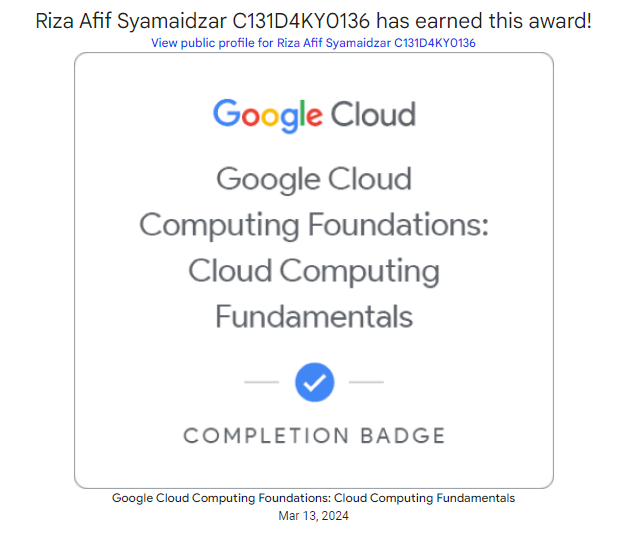 Riza Afif Syamaidzar C131D4KY0136 has earned this award!
View public profile for Riza Afif Syamaidzar C131D4KY0136
Google Cloud
Google Cloud
Computing Foundations:
Cloud Computing
Fundamentals
COMPLETION BADGE
Google Cloud Computing Foundations: Cloud Computing Fundamentals
Mar 13, 2024